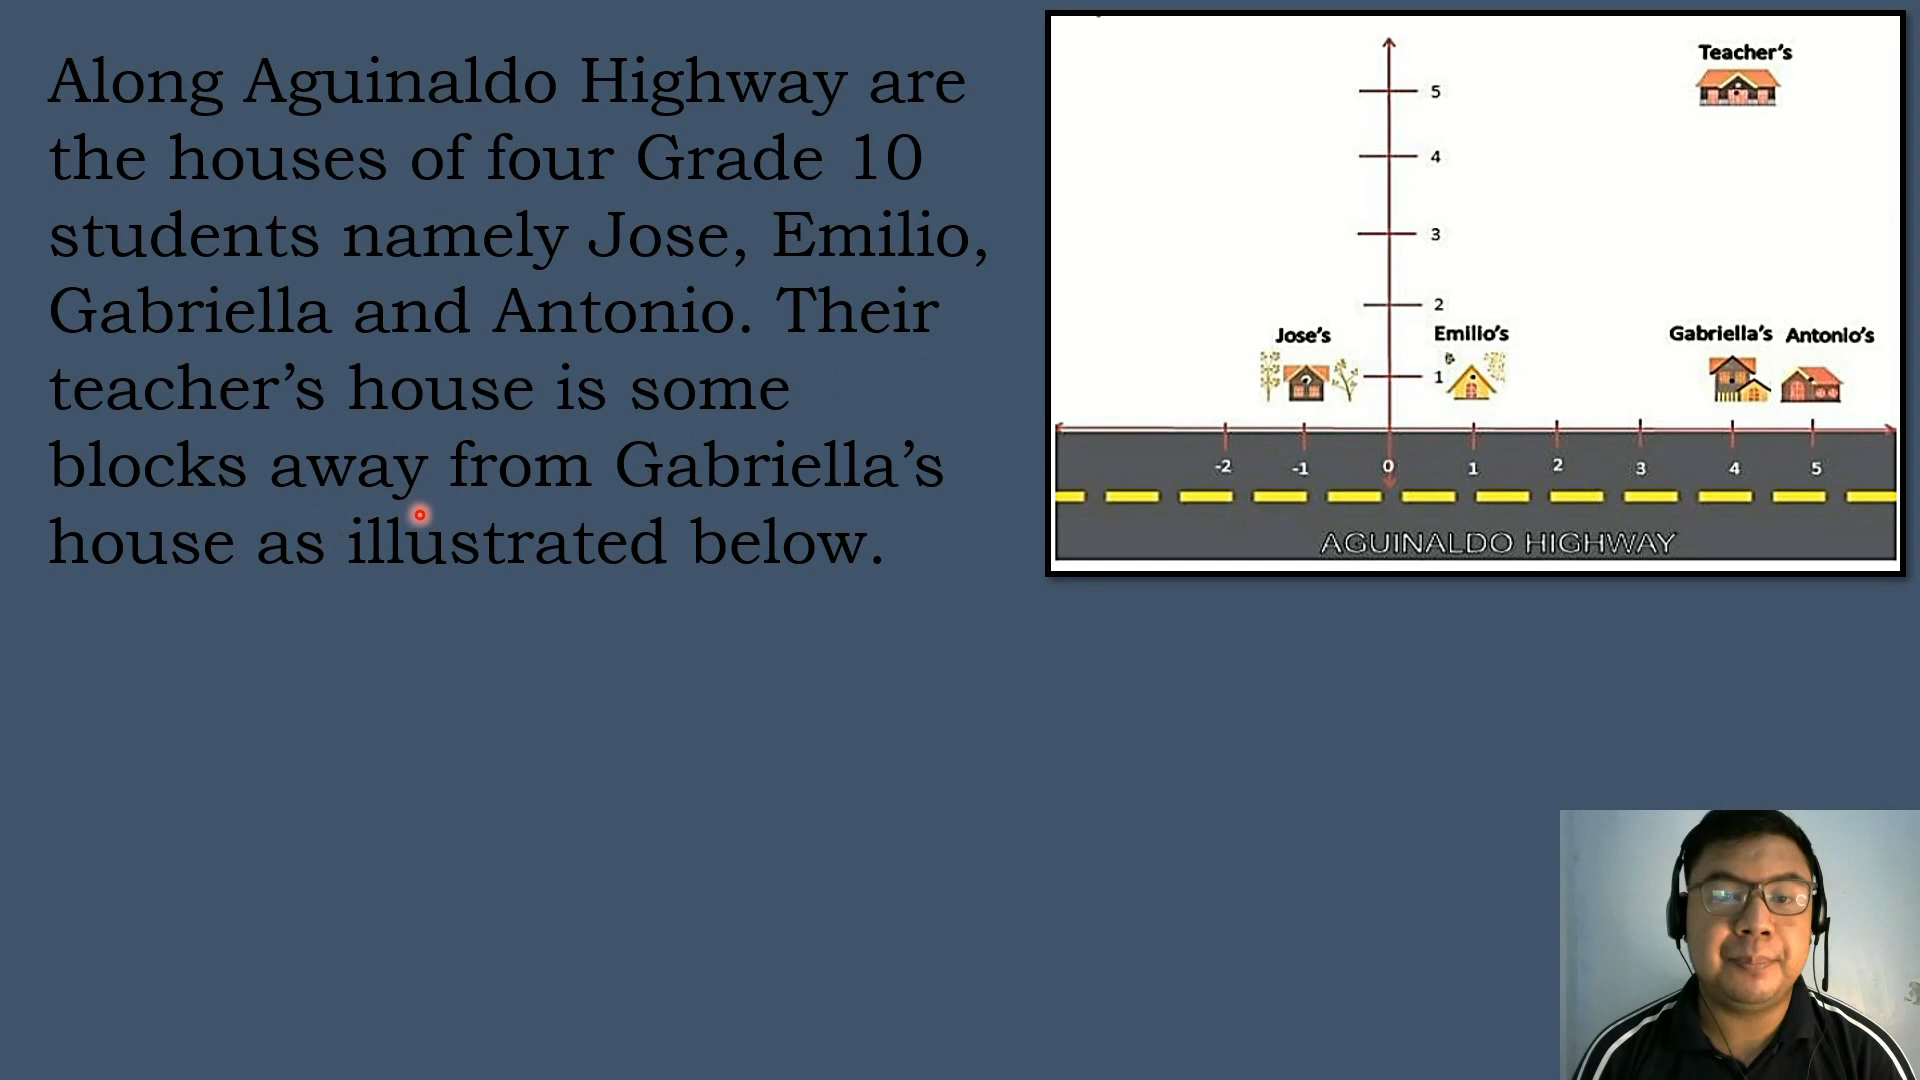 Along Aguinaldo Highway are
the houses of four Grade 10
students namely Jose, Emilio,
Gabriella and Antonio. Their
teacher’s house is some
blocks away from Gabriella’s
house as illustrated below.
Teacher’s
5
4
3
2
Jose’s
Emilio’s
Gabriella’s
Antonio’s
1
-2 -1 0 1 2 3 4 5
AGUINALDO HIGHWAY